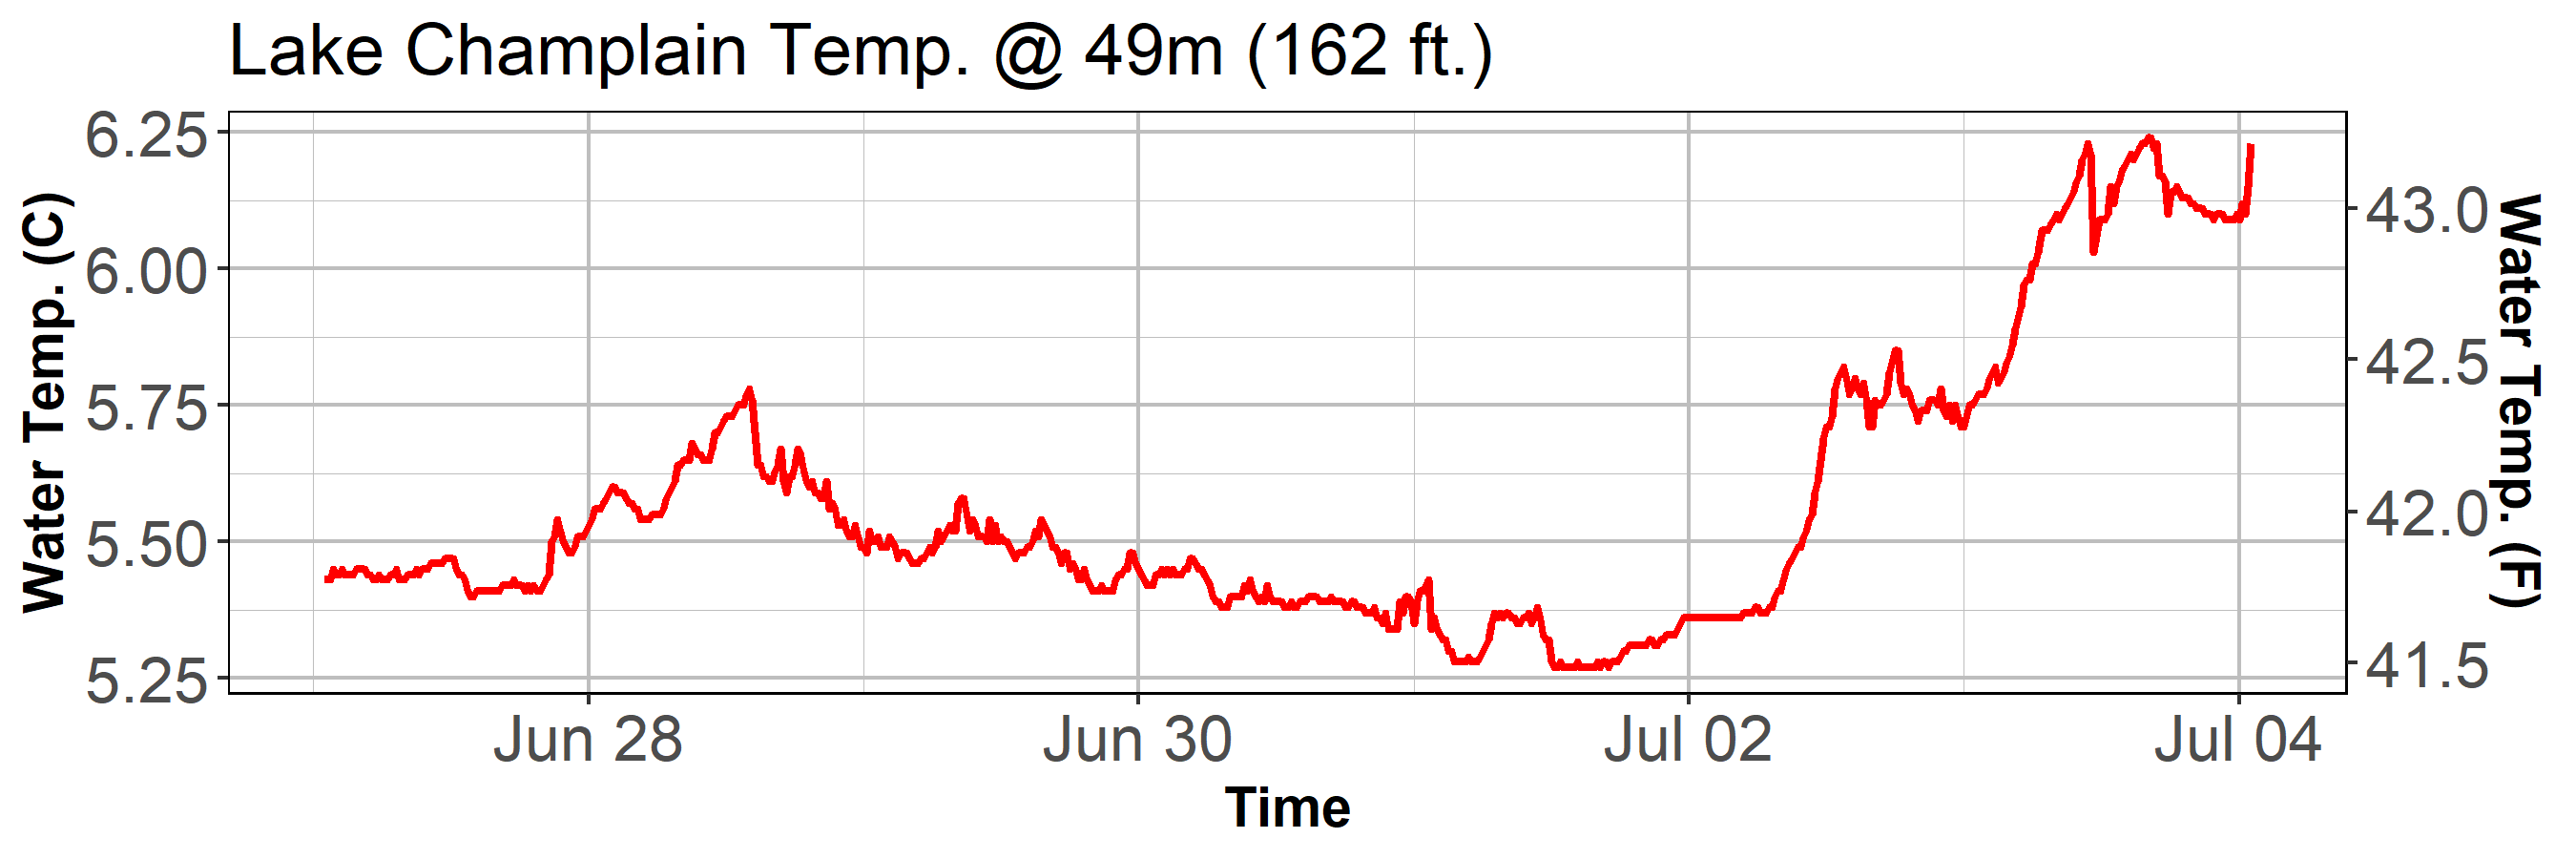 Lake Champlain Temp. @ 49m (162 ft.)
6.25
6.00
5.75
5.50
5.25
Water Temp. (C)
43.0
42.5
42.0
41.5
Water Temp. (F)
Jun 28
Jun 30
Jul 02
Jul 04
Time